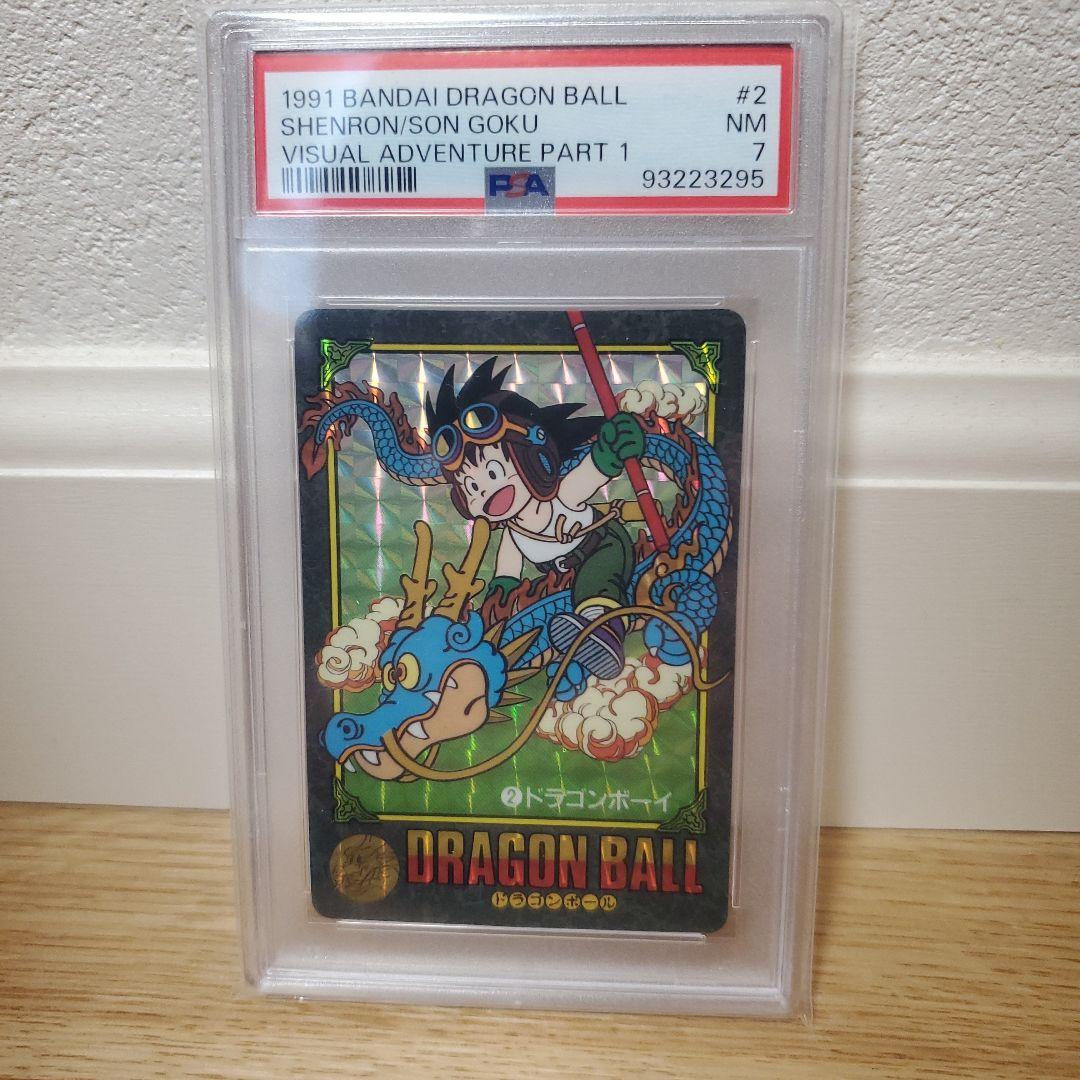 1991 BANDAI DRAGON BALL #2
SHENRON/SON GOKU NM
VISUAL ADVENTURE PART 1 7
PSA 93223295
②ドラゴンボーイ
DRAGON BALL
ドラゴンボール